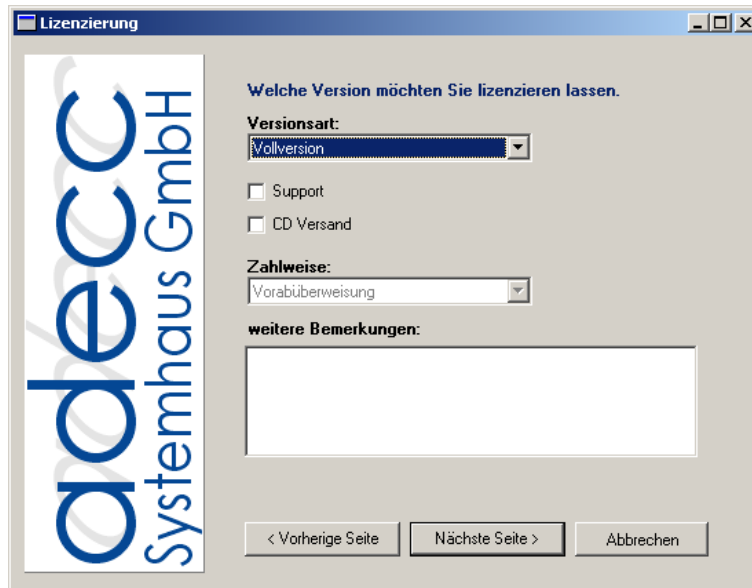 Lizenzierung
adecc
Systemhaus GmbH
Welche Version möchten Sie lizenzieren lassen.
Versionsart:
Vollversion
Support
CD Versand
Zahlweise:
Vorabüberweisung
weitere Bemerkungen:
< Vorherige Seite
Nächste Seite >
Abbrechen